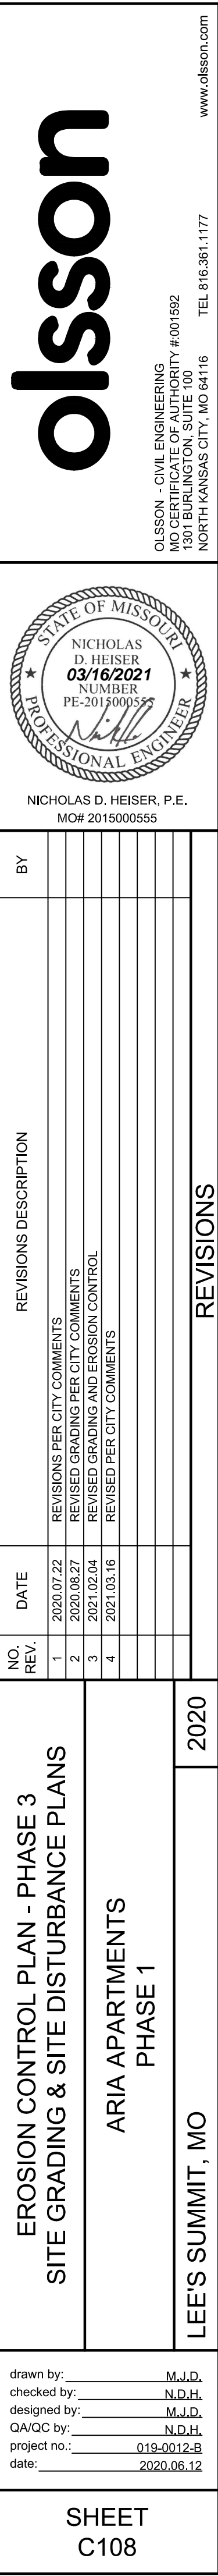 olsson
OLSSON - CIVIL ENGINEERING
MO CERTIFICATE OF AUTHORITY #:001592
1301 BURLINGTON, SUITE 100
NORTH KANSAS CITY, MO 64116 TEL 816.361.1177 www.olsson.com
STATE OF MISSOURI
NICHOLAS
D. HEISER
03/16/2021
NUMBER
PE-2015000555
PROFESSIONAL ENGINEER
NICHOLAS D. HEISER, P.E.
MO# 2015000555
REV. NO. DATE REVISIONS DESCRIPTION BY
1 2020.07.22 REVISIONS PER CITY COMMENTS
2 2020.08.27 REVISED GRADING PER CITY COMMENTS
3 2021.02.04 REVISED GRADING AND EROSION CONTROL
4 2021.03.16 REVISED PER CITY COMMENTS
REVISIONS
EROSION CONTROL PLAN - PHASE 3
SITE GRADING & SITE DISTURBANCE PLANS
ARIA APARTMENTS
PHASE 1
LEE'S SUMMIT, MO 2020
drawn by: M.J.D.
checked by: N.D.H.
designed by: M.J.D.
QA/QC by: N.D.H.
project no.: 019-0012-B
date: 2020.06.12
SHEET
C108